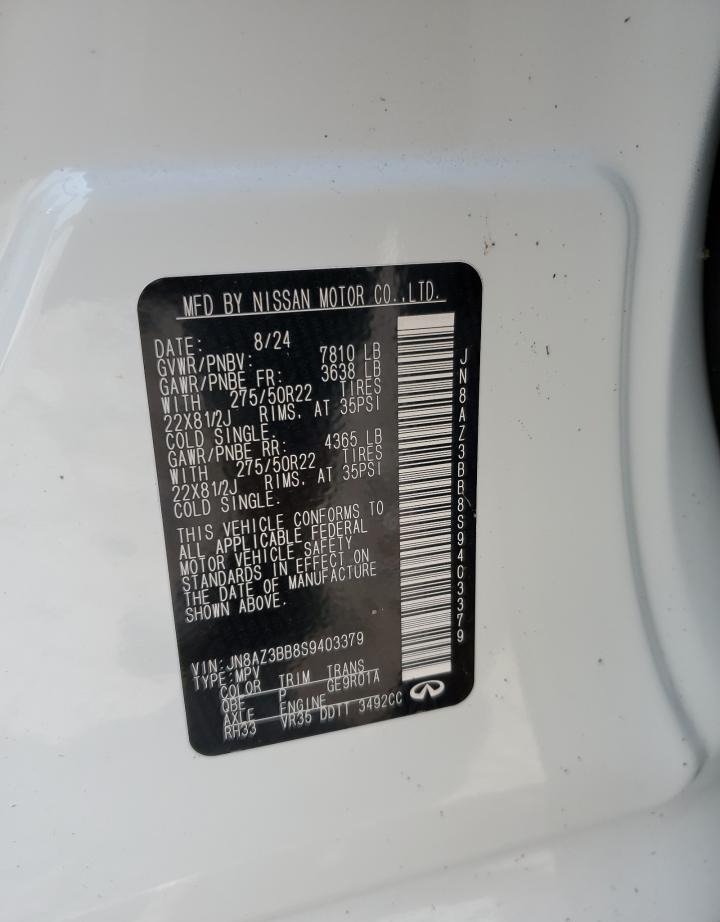 MFD BY NISSAN MOTOR CO.,LTD.
DATE: 8/24
GVWR/PNBV: 7810 LB
GAWR/PNBE FR: 3638 LB
WITH 275/50R22 TIRES
22X81/2J RIMS, AT 35PSI
COLD SINGLE.
GAWR/PNBE RR: 4365 LB
WITH 275/50R22 TIRES
22X81/2J RIMS, AT 35PSI
COLD SINGLE.
THIS VEHICLE CONFORMS TO
ALL APPLICABLE FEDERAL
MOTOR VEHICLE SAFETY
STANDARDS IN EFFECT ON
THE DATE OF MANUFACTURE
SHOWN ABOVE.
VIN:JN8AZ3BB8S9403379
TYPE:MPV
COLOR TRIM TRANS
QBE P GE9R01A
AXLE ENGINE
RH33 VR35 DDTT 3492CC
JN8AZ3BB8S9403379